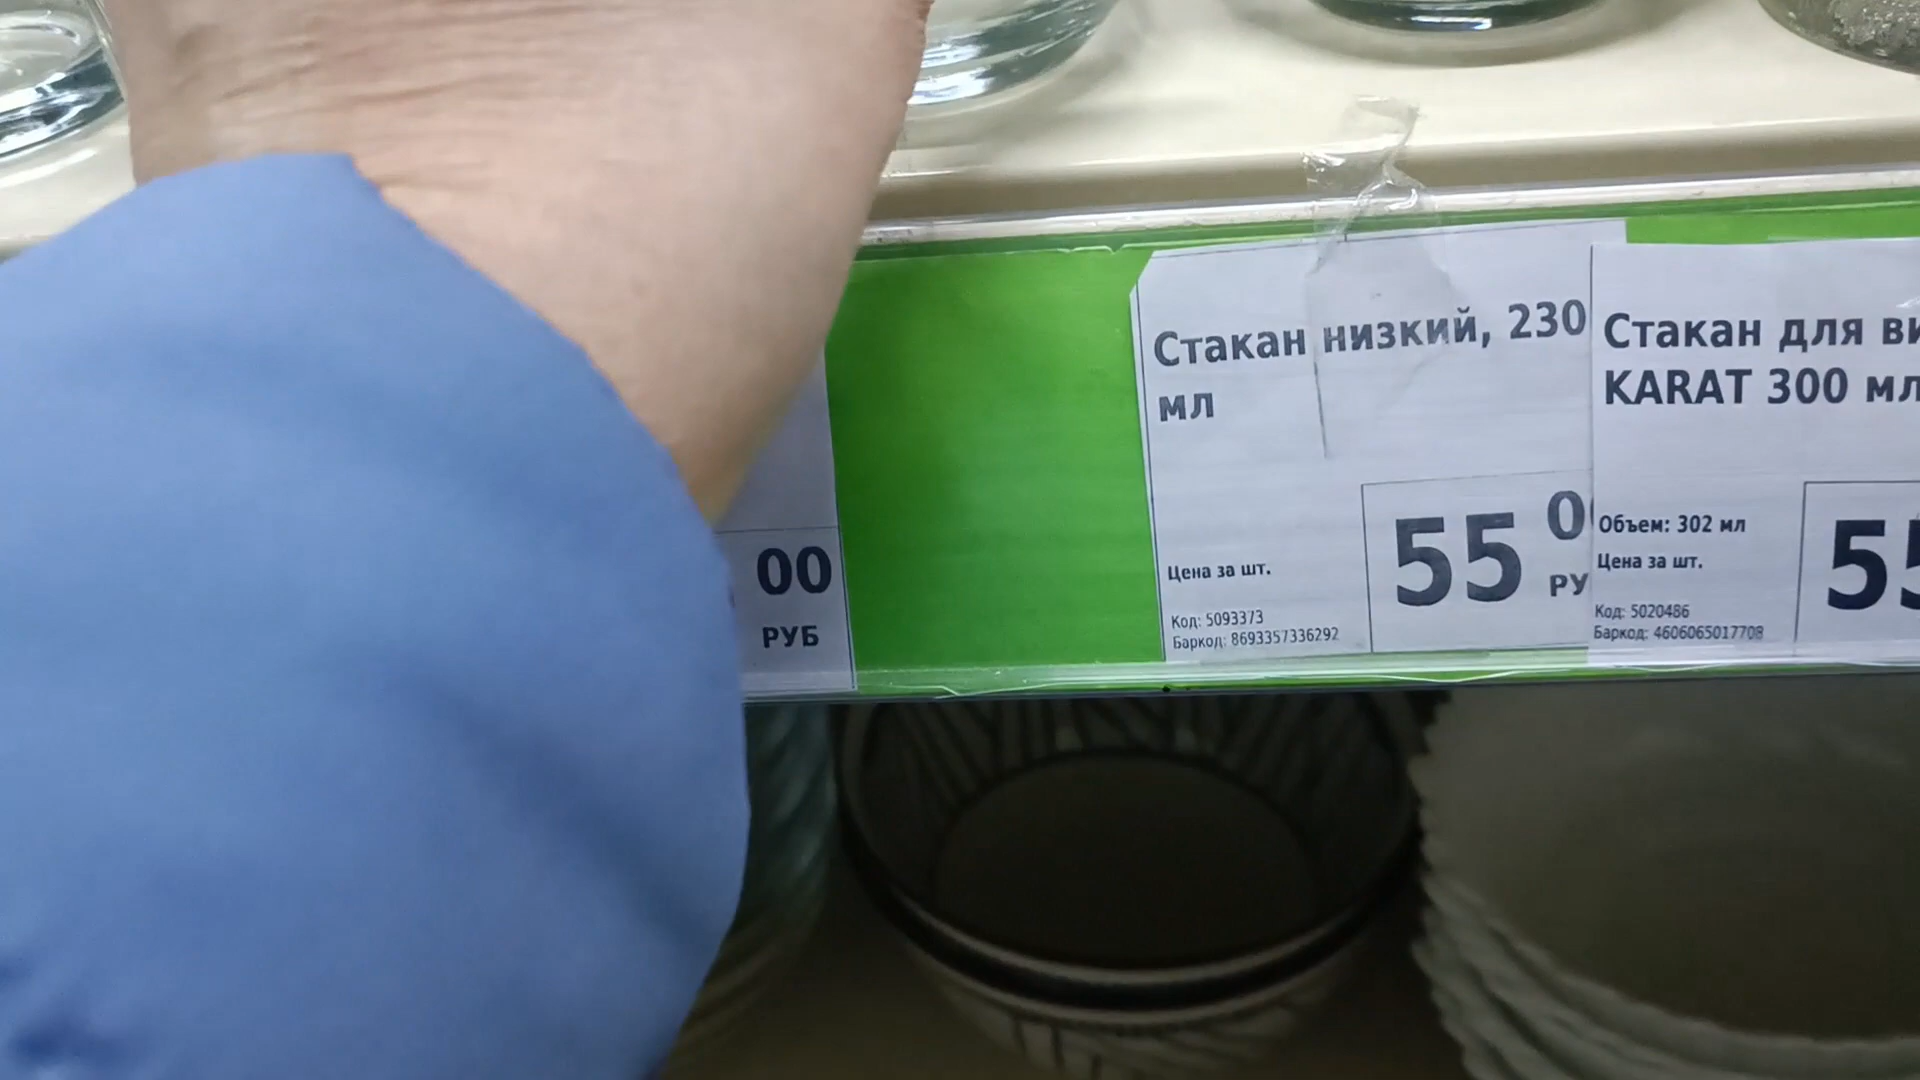 00
РУБ
Стакан низкий, 230
мл
Цена за шт.
55
Код: 5093373
Баркод: 8693357336292
Стакан для
KARAT 300 мл
Объем: 302 мл
Цена за шт.
Код: 5020486
Баркод: 4606065017708